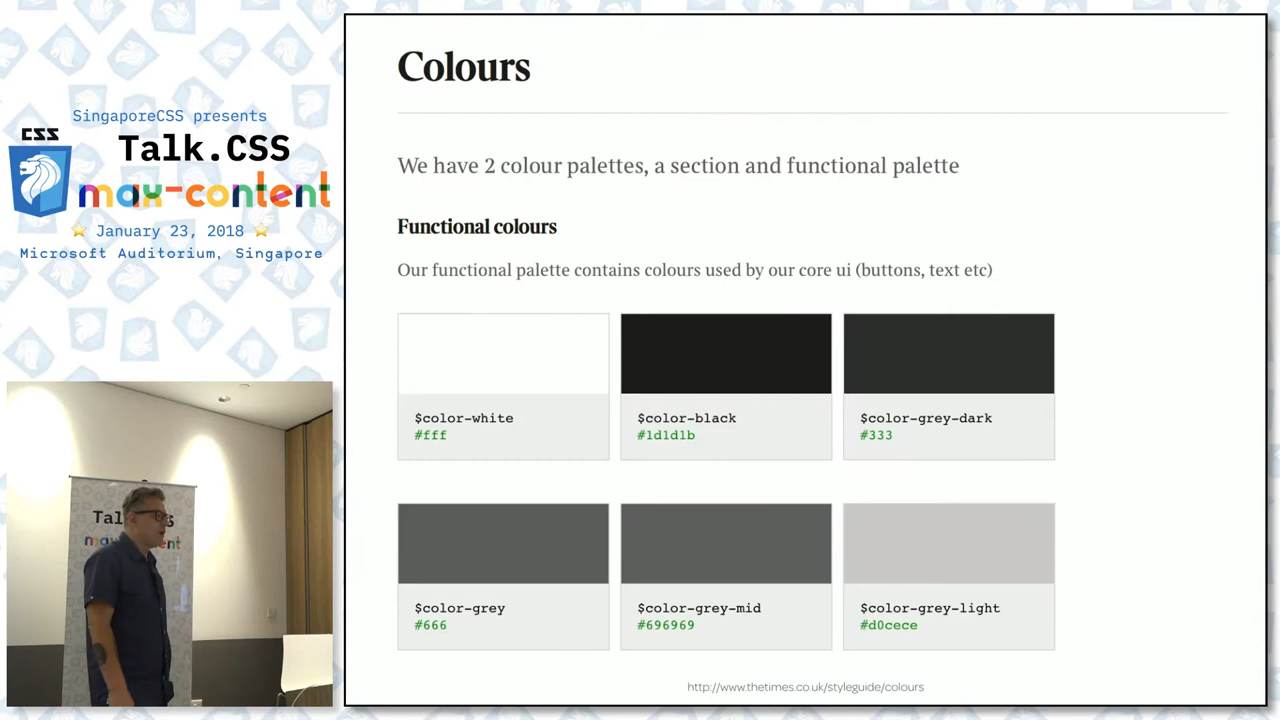 SingaporeCSS presents
CSS
Talk.CSS
max-content
⭐ January 23, 2018 ⭐
Microsoft Auditorium, Singapore
Colours
We have 2 colour palettes, a section and functional palette
Functional colours
Our functional palette contains colours used by our core ui (buttons, text etc)
$color-white
#fff
$color-black
#1d1d1b
$color-grey-dark
#333
$color-grey
#666
$color-grey-mid
#696969
$color-grey-light
#d0cece
http://www.thetimes.co.uk/styleguide/colours